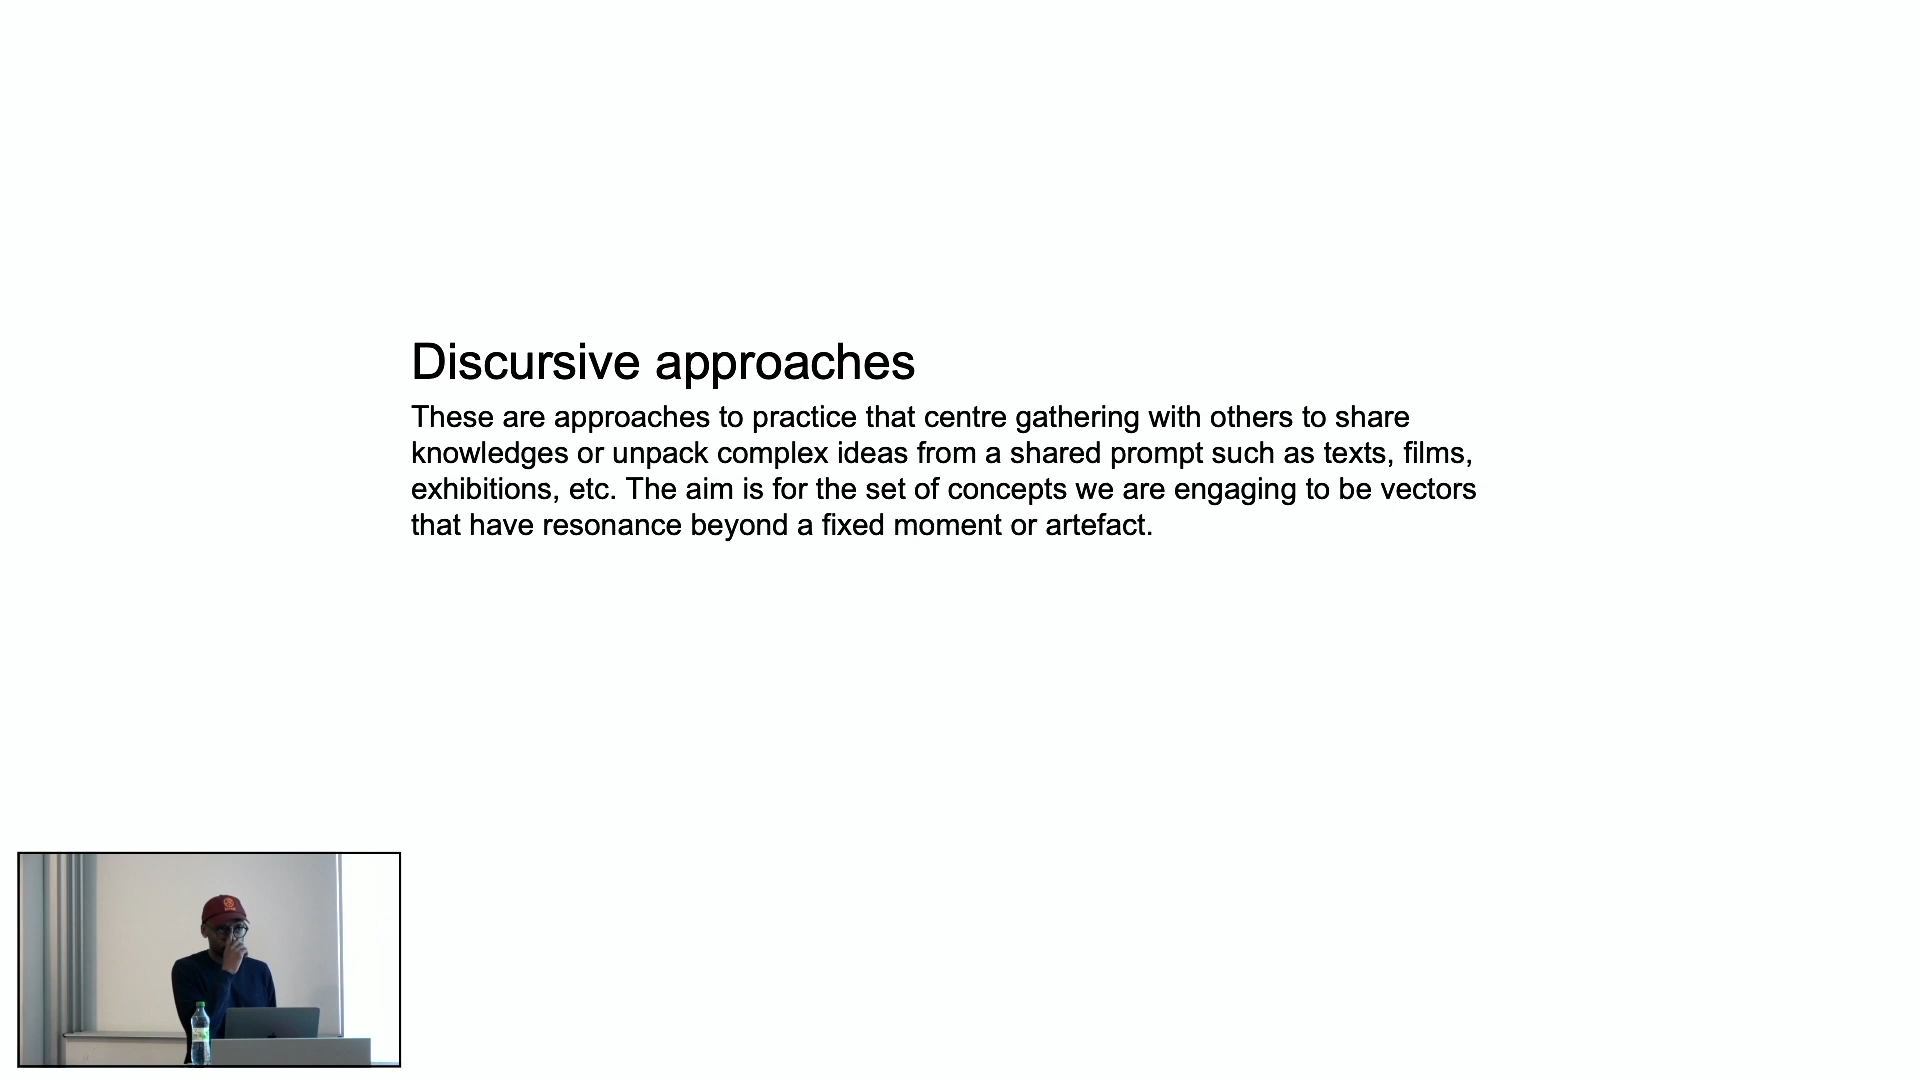 Discursive approaches
These are approaches to practice that centre gathering with others to share
knowledges or unpack complex ideas from a shared prompt such as texts, films,
exhibitions, etc. The aim is for the set of concepts we are engaging to be vectors
that have resonance beyond a fixed moment or artefact.